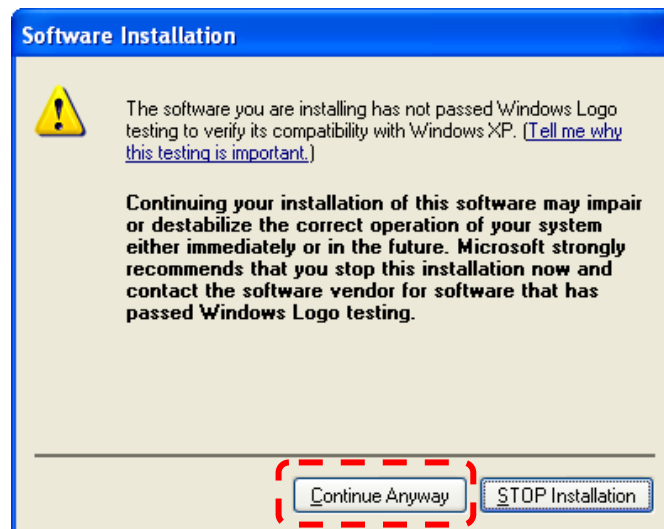 Software Installation
The software you are installing has not passed Windows Logo
testing to verify its compatibility with Windows XP. (Tell me why
this testing is important.)
Continuing your installation of this software may impair
or destabilize the correct operation of your system
either immediately or in the future. Microsoft strongly
recommends that you stop this installation now and
contact the software vendor for software that has
passed Windows Logo testing.
Continue Anyway STOP Installation